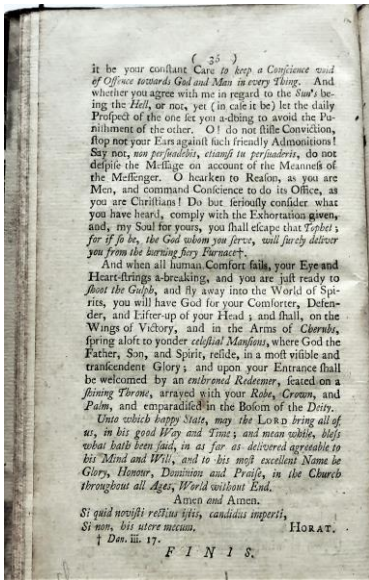 ( 36 )
it be your conſtant Care to keep a Conſcience void
of Offence towards God and Man in every Thing. And
whether you agree with me in regard to the Sun's be-
ing the Hell, or not, yet (in caſe it be) let the daily
Proſpect of the one ſet you a-doing to avoid the Pu-
niſhment of the other. O! do not ſtifle Conviction,
ſtop not your Ears againſt ſuch friendly Admonitions!
Say not, non perſuadebis, etiamſi tu perſuaderis, do not
deſpiſe the Meſſage on account of the Meanneſs of
the Meſſenger. O hearken to Reaſon, as you are
Men, and command Conſcience to do its Office, as
you are Chriſtians! Do but ſeriouſly conſider what
you have heard, comply with the Exhortation given,
and, my Soul for yours, you ſhall eſcape that Tophet;
for if ſo be, the God whom you ſerve, will ſurely deliver
you from the burning fiery Furnace†.
And when all human Comfort fails, your Eye and
Heart-ſtrings a-breaking, and you are juſt ready to
ſhoot the Gulph, and fly away into the World of Spi-
rits, you will have God for your Comforter, Defen-
der, and Lifter-up of your Head; and ſhall, on the
Wings of Victory, and in the Arms of Cherubs,
ſpring aloft to yonder celeſtial Manſions, where God the
Father, Son, and Spirit, reſide, in a moſt viſible and
tranſcendent Glory; and upon your Entrance ſhall
be welcomed by an enthroned Redeemer, ſeated on a
ſhining Throne, arrayed with your Robe, Crown, and
Palm, and emparadiſed in the Boſom of the Deity.
Unto which happy State, may the LORD bring all of
us, in his good Way and Time; and mean while, bleſs
what hath been ſaid, in as far as delivered agreeable to
his Mind and Will, and to his moſt excellent Name be
Glory, Honour, Dominion and Praiſe, in the Church
throughout all Ages, World without End.
Amen and Amen.
Si quid noviſti rectius iſtis, candidus imperti,
Si non, his utere mecum. HORAT.
† Dan. iii. 17.
FINIS.